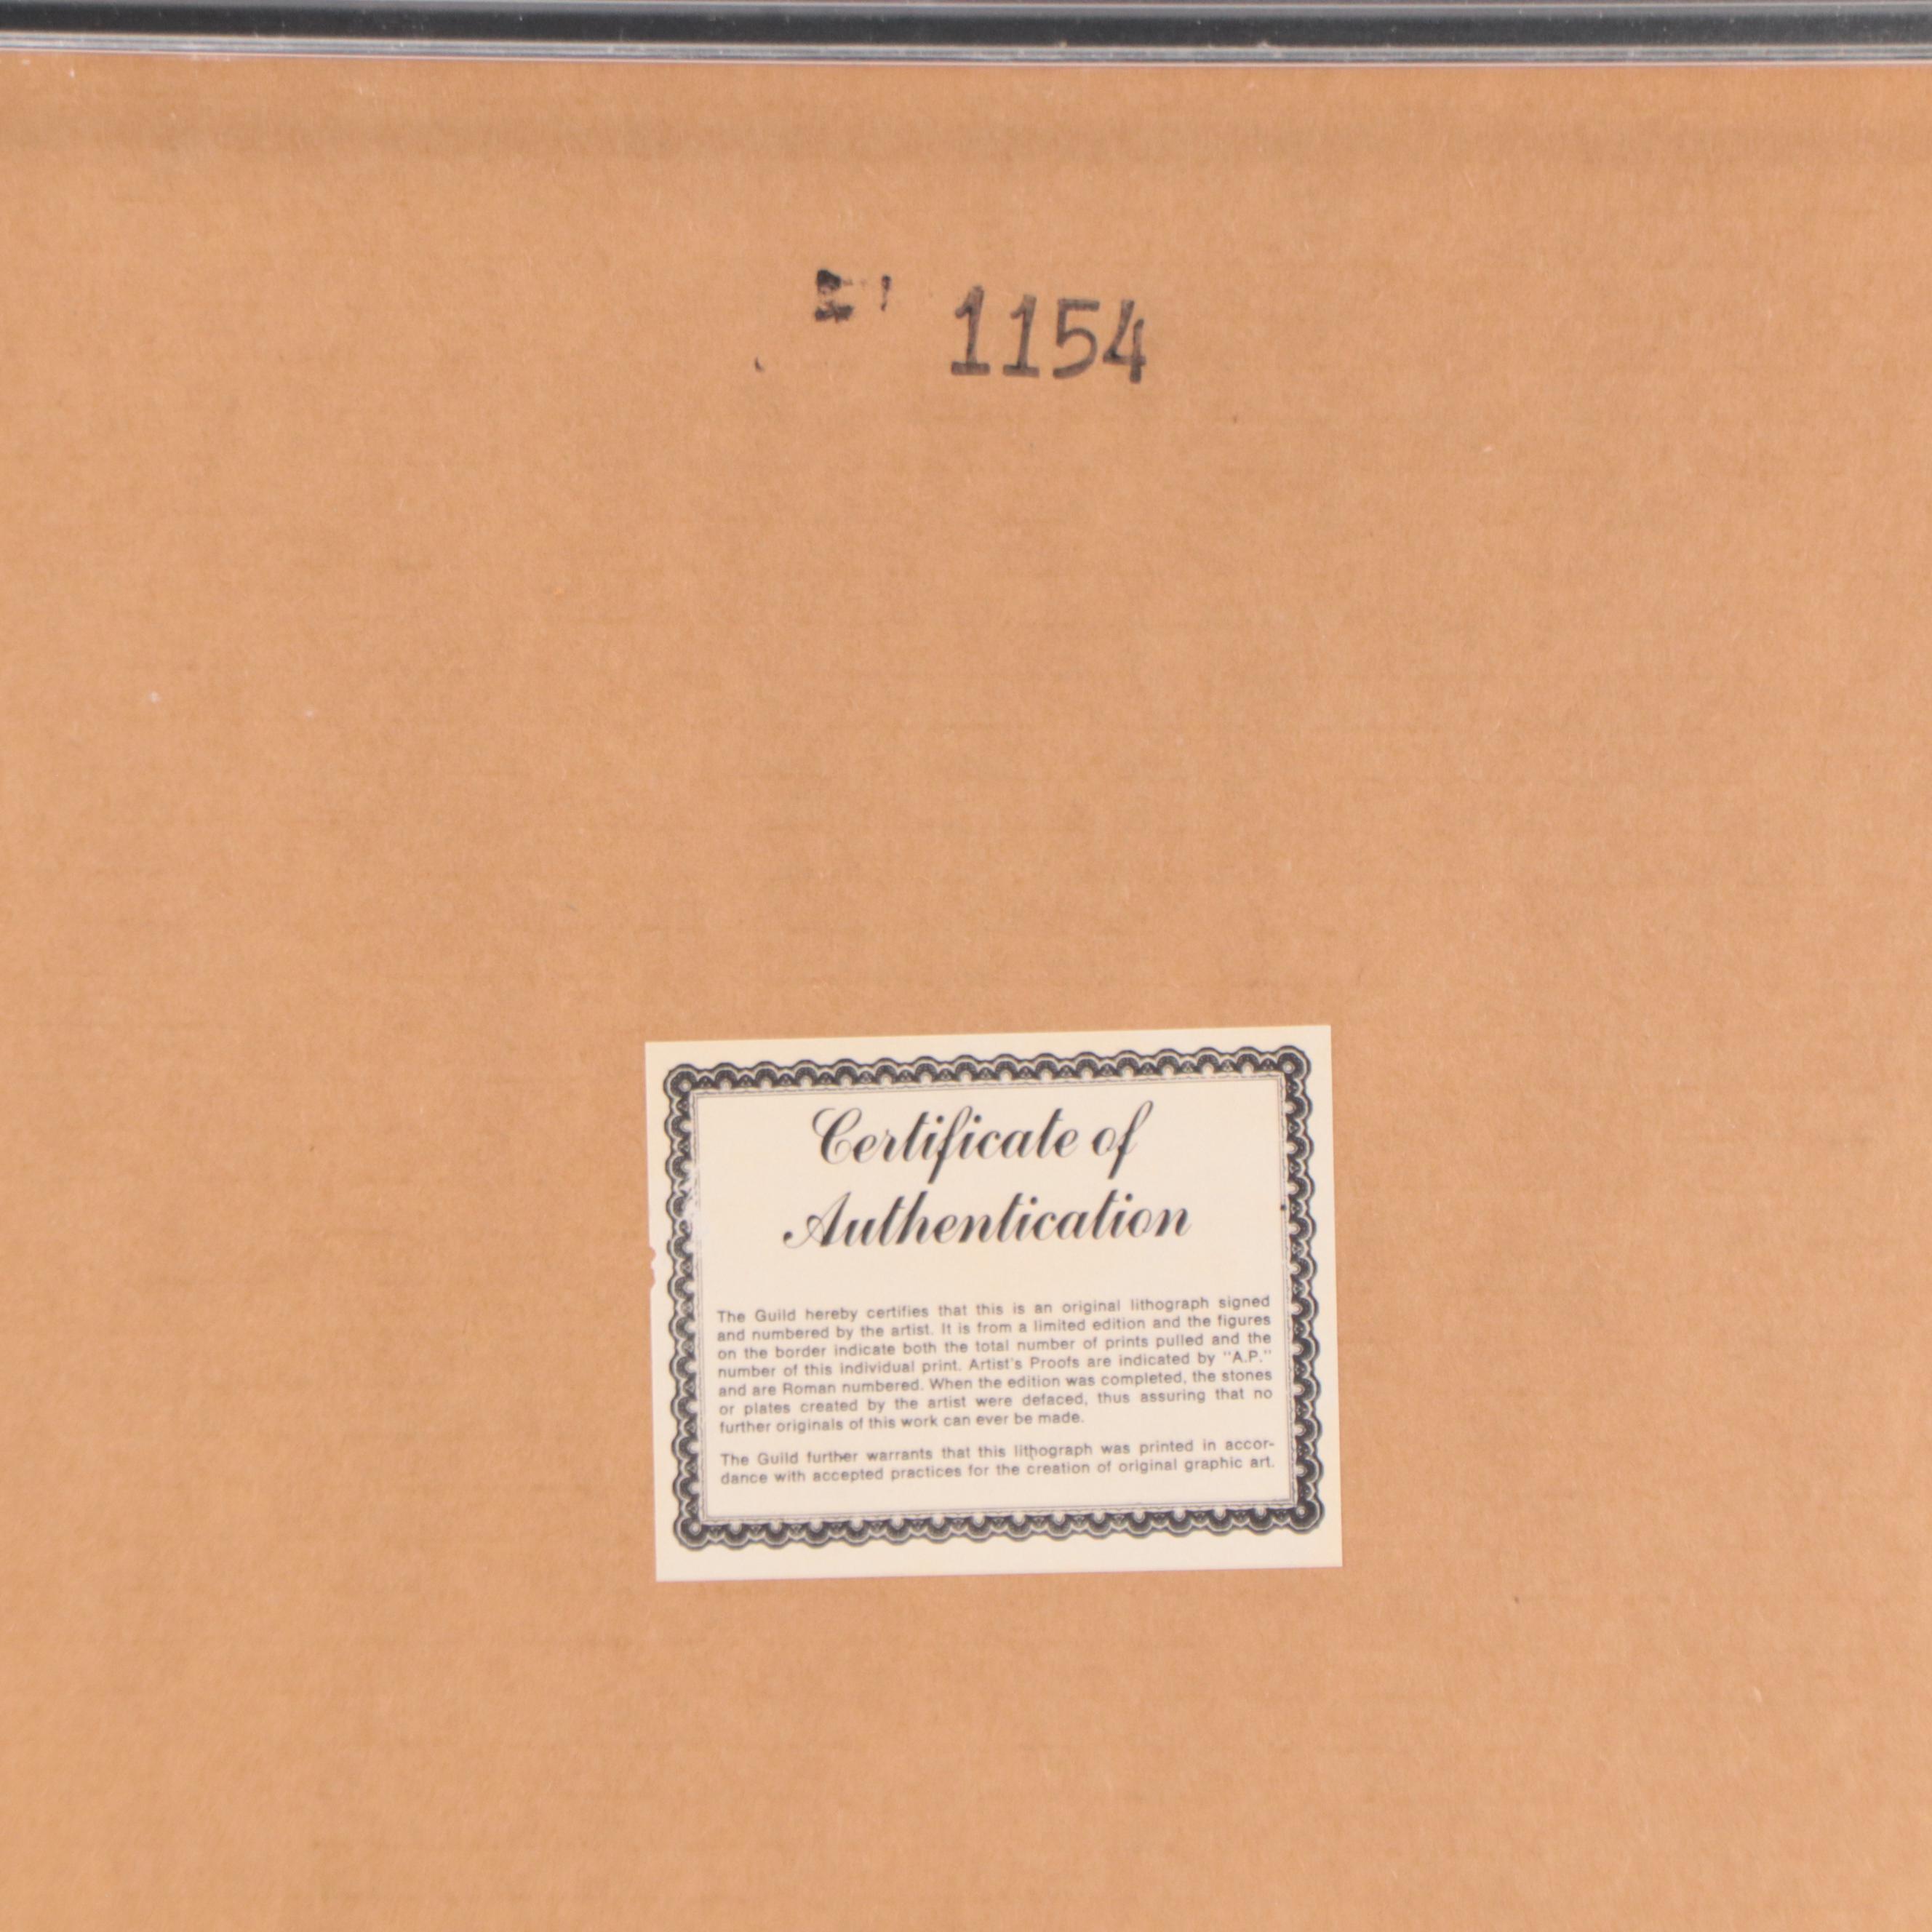 1154
Certificate of
Authentication
The Guild hereby certifies that this is an original lithograph signed
and numbered by the artist. It is from a limited edition and the figures
on the border indicate both the total number of prints pulled and the
number of this individual print. Artist's Proofs are indicated by "A.P."
and are Roman numbered. When the edition was completed, the stones
or plates created by the artist were defaced, thus assuring that no
further originals of this work can ever be made.
The Guild further warrants that this lithograph was printed in accor-
dance with accepted practices for the creation of original graphic art.